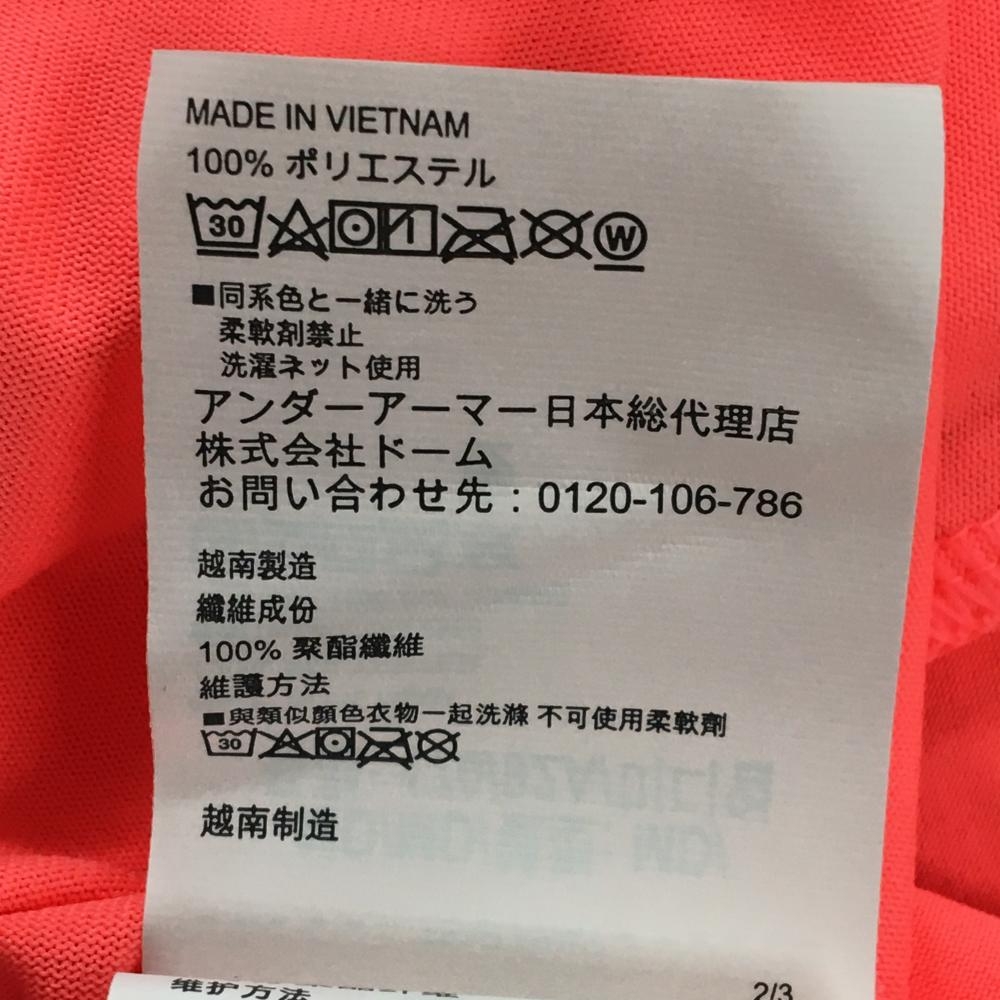 MADE IN VIETNAM
100% ポリエステル
30 W
■同系色と一緒に洗う
柔軟剤禁止
洗濯ネット使用
アンダーアーマー日本総代理店
株式会社ドーム
お問い合わせ先：0120-106-786
越南製造
纖維成份
100% 聚酯纖維
維護方法
■與類似顏色衣物一起洗滌 不可使用柔軟劑
30
越南制造
维护方法
2/3